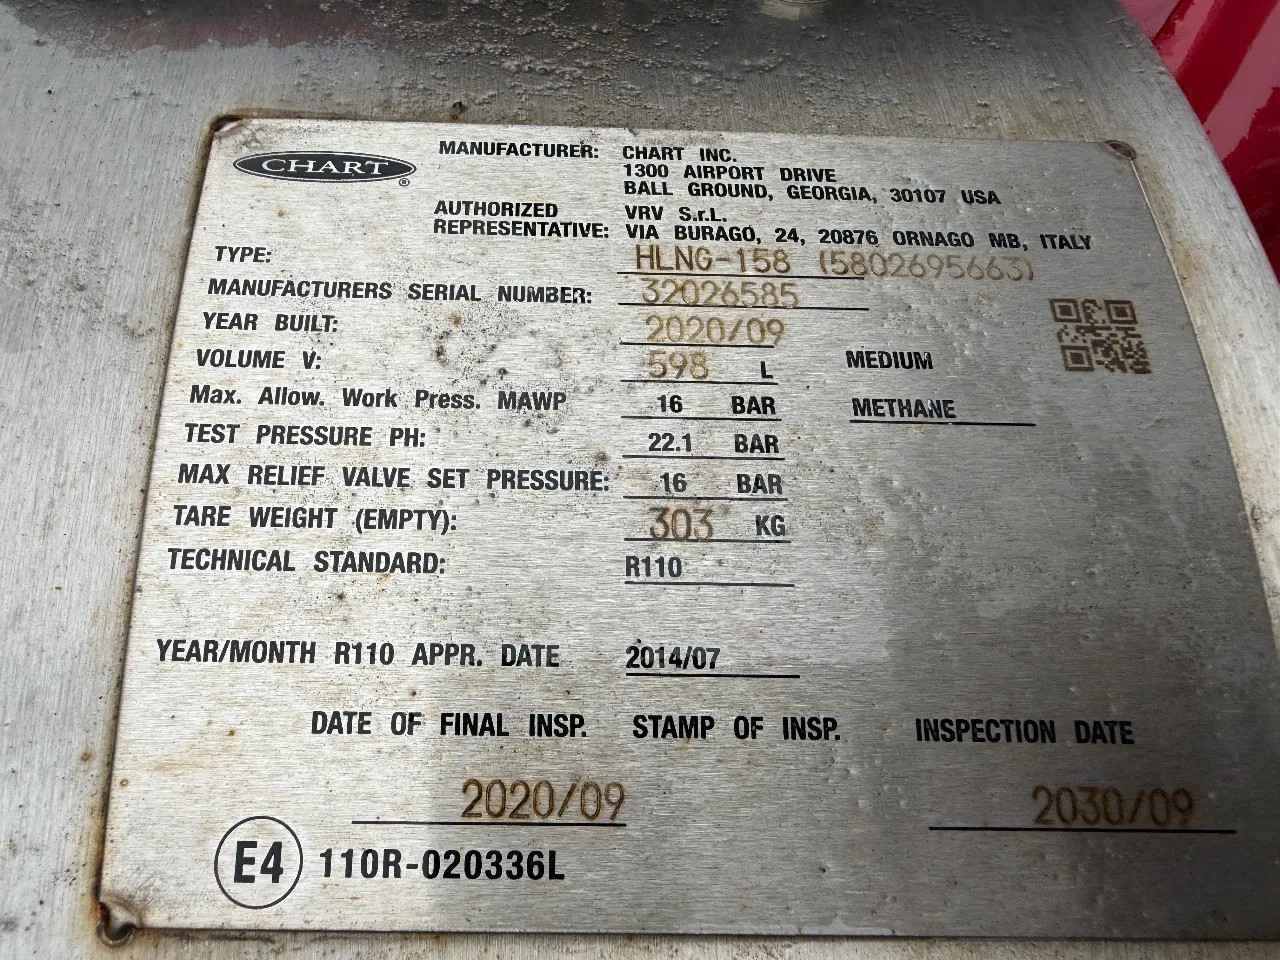 CHART ®
MANUFACTURER: CHART INC.
1300 AIRPORT DRIVE
BALL GROUND, GEORGIA, 30107 USA
AUTHORIZED REPRESENTATIVE: VRV S.r.L.
VIA BURAGO, 24, 20876 ORNAGO MB, ITALY
TYPE: HLNG-158 (5802695663)
MANUFACTURERS SERIAL NUMBER: 32026585
YEAR BUILT: 2020/09
VOLUME V: 598 L MEDIUM
Max. Allow. Work Press. MAWP 16 BAR METHANE
TEST PRESSURE PH: 22.1 BAR
MAX RELIEF VALVE SET PRESSURE: 16 BAR
TARE WEIGHT (EMPTY): 303 KG
TECHNICAL STANDARD: R110
YEAR/MONTH R110 APPR. DATE 2014/07
DATE OF FINAL INSP. STAMP OF INSP. INSPECTION DATE
2020/09 2030/09
E4 110R-020336L